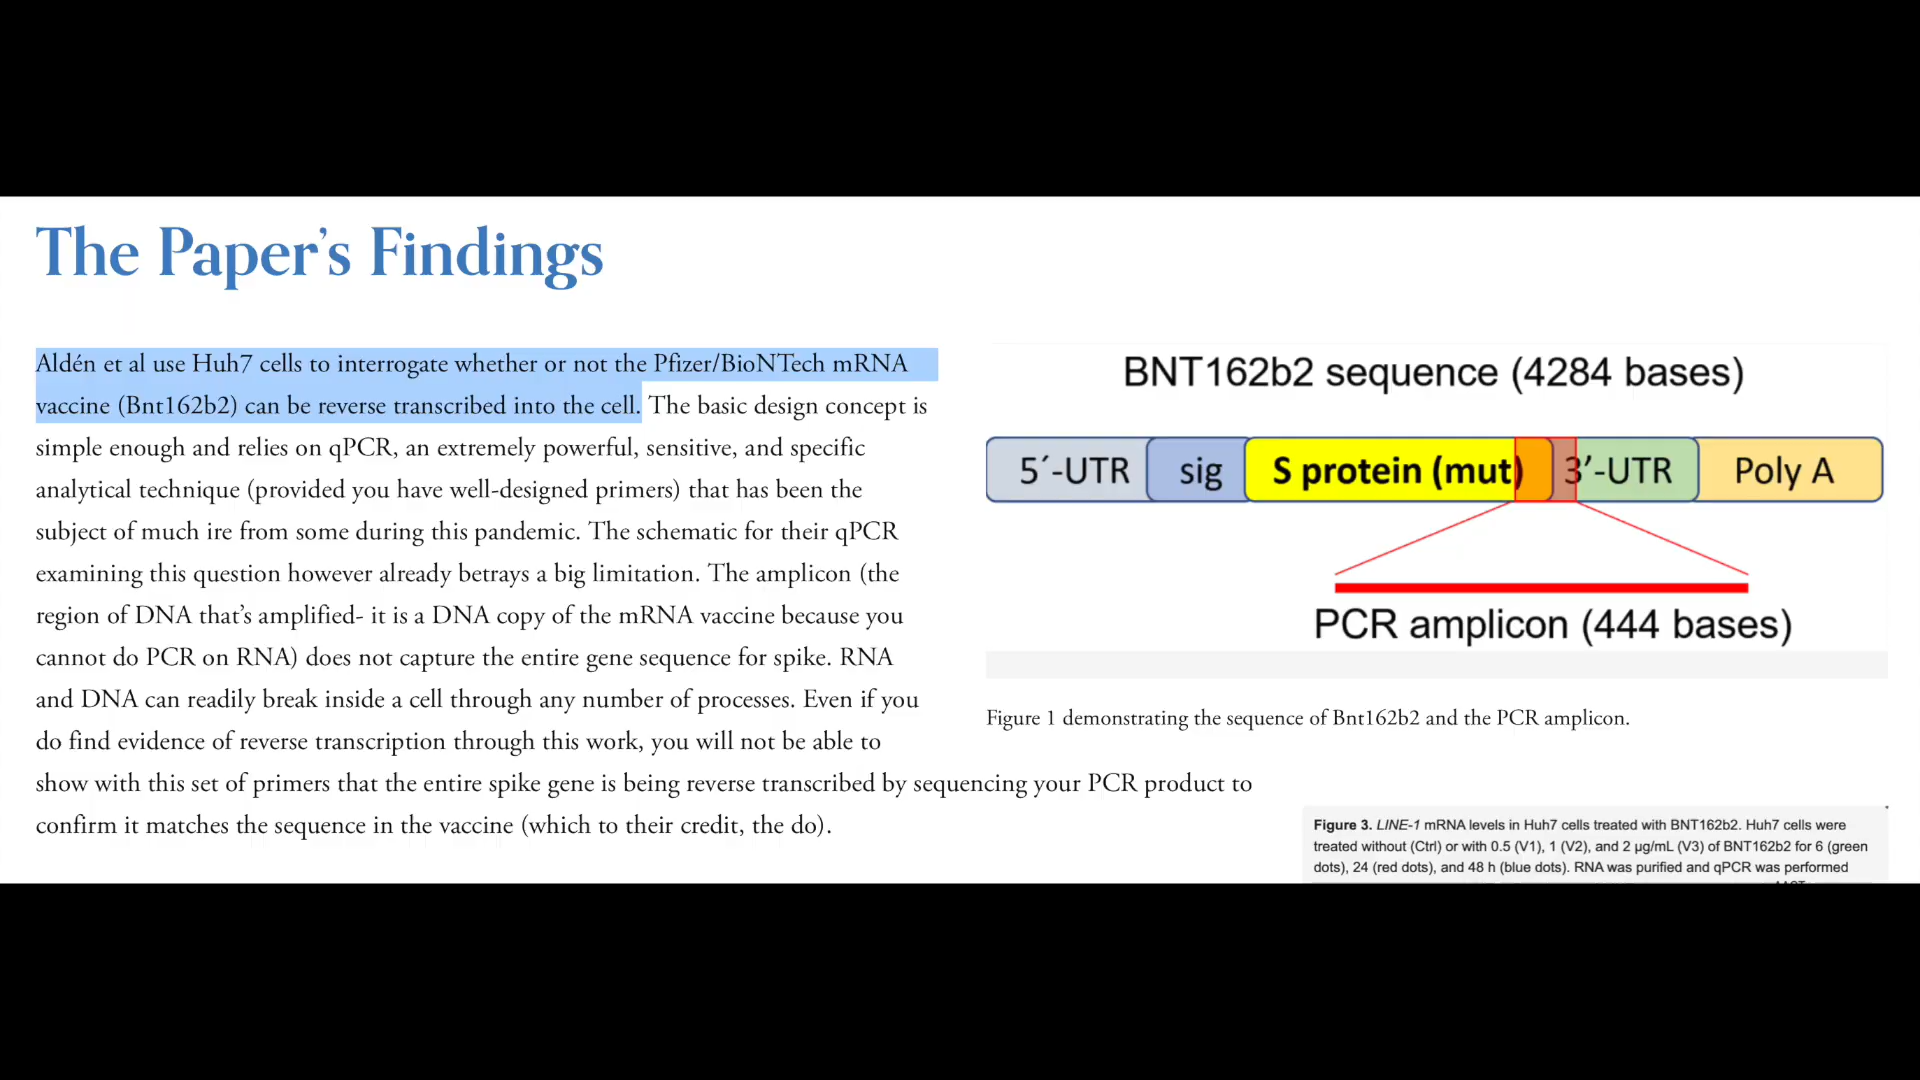 The Paper’s Findings
Aldén et al use Huh7 cells to interrogate whether or not the Pfizer/BioNTech mRNA
vaccine (Bnt162b2) can be reverse transcribed into the cell. The basic design concept is
simple enough and relies on qPCR, an extremely powerful, sensitive, and specific
analytical technique (provided you have well-designed primers) that has been the
subject of much ire from some during this pandemic. The schematic for their qPCR
examining this question however already betrays a big limitation. The amplicon (the
region of DNA that’s amplified- it is a DNA copy of the mRNA vaccine because you
cannot do PCR on RNA) does not capture the entire gene sequence for spike. RNA
and DNA can readily break inside a cell through any number of processes. Even if you
do find evidence of reverse transcription through this work, you will not be able to
show with this set of primers that the entire spike gene is being reverse transcribed by sequencing your PCR product to
confirm it matches the sequence in the vaccine (which to their credit, the do).
BNT162b2 sequence (4284 bases)
5´-UTR sig S protein (mut) 3’-UTR Poly A
PCR amplicon (444 bases)
Figure 1 demonstrating the sequence of Bnt162b2 and the PCR amplicon.
Figure 3. LINE-1 mRNA levels in Huh7 cells treated with BNT162b2. Huh7 cells were
treated without (Ctrl) or with 0.5 (V1), 1 (V2), and 2 µg/mL (V3) of BNT162b2 for 6 (green
dots), 24 (red dots), and 48 h (blue dots). RNA was purified and qPCR was performed